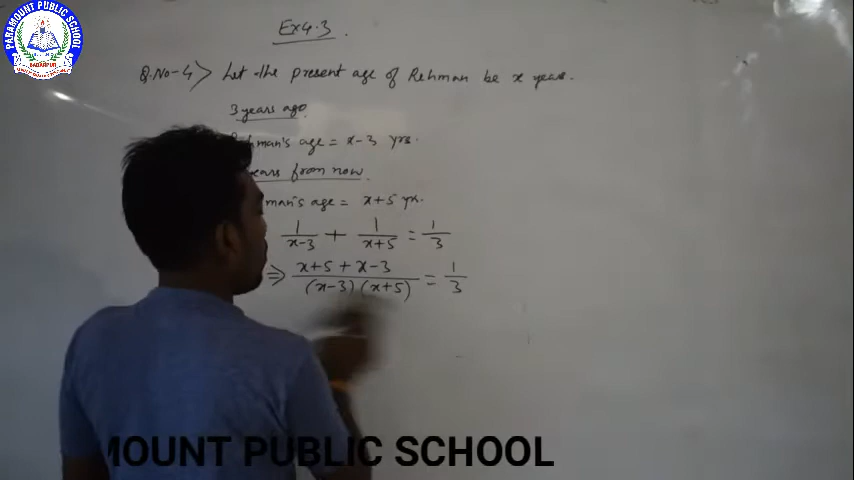 PARAMOUNT PUBLIC SCHOOL
BADARPUR
Ex 4.3
Q.No-4> Let the present age of Rehman be x years.
3 years ago
Rehman's age = x-3 yrs.
years from now
man's age = x+5 yr.
1/(x-3) + 1/(x+5) = 1/3
⇒ (x+5+x-3)/((x-3)(x+5)) = 1/3
MOUNT PUBLIC SCHOOL